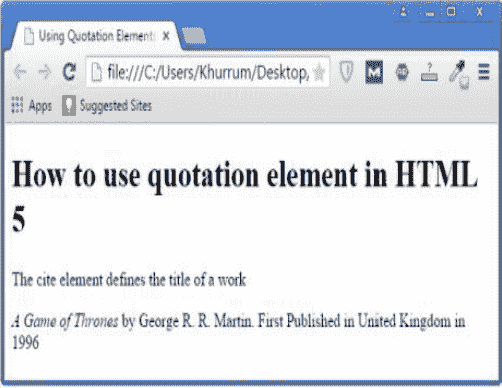 Using Quotation Element:
file:///C:/Users/Khurrum/Desktop,
Apps Suggested Sites
How to use quotation element in HTML
5
The cite element defines the title of a work
A Game of Thrones by George R. R. Martin. First Published in United Kingdom in
1996